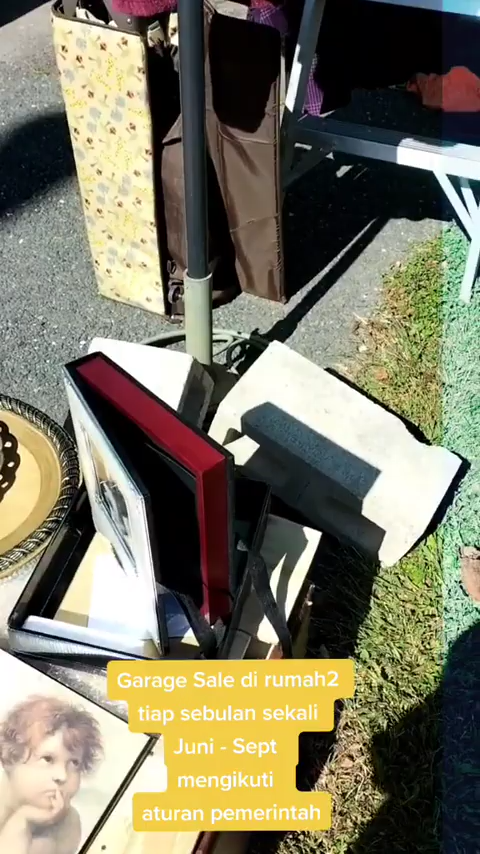 Garage Sale di rumah2
tiap sebulan sekali
Juni - Sept
mengikuti
aturan pemerintah